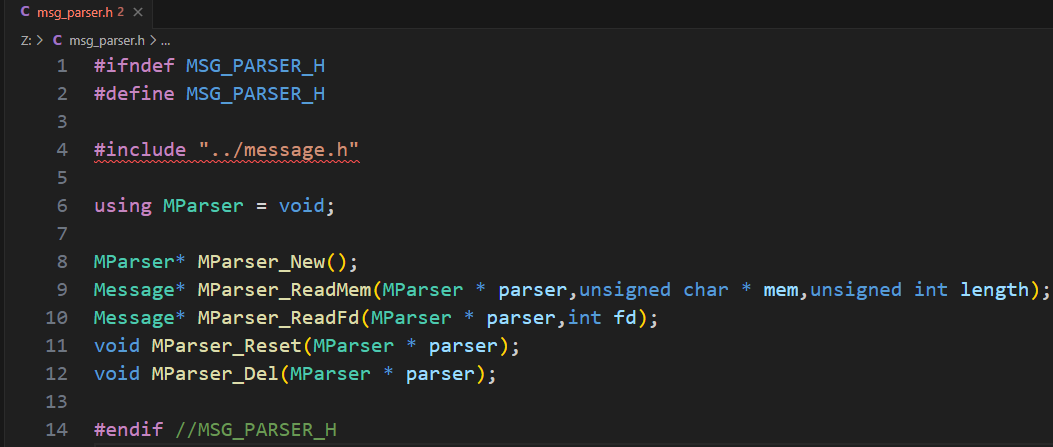 C msg_parser.h 2 ×
Z: > C msg_parser.h > ...
1 #ifndef MSG_PARSER_H
2 #define MSG_PARSER_H
3
4 #include "../message.h"
5
6 using MParser = void;
7
8 MParser* MParser_New();
9 Message* MParser_ReadMem(MParser * parser,unsigned char * mem,unsigned int length);
10 Message* MParser_ReadFd(MParser * parser,int fd);
11 void MParser_Reset(MParser * parser);
12 void MParser_Del(MParser * parser);
13
14 #endif //MSG_PARSER_H